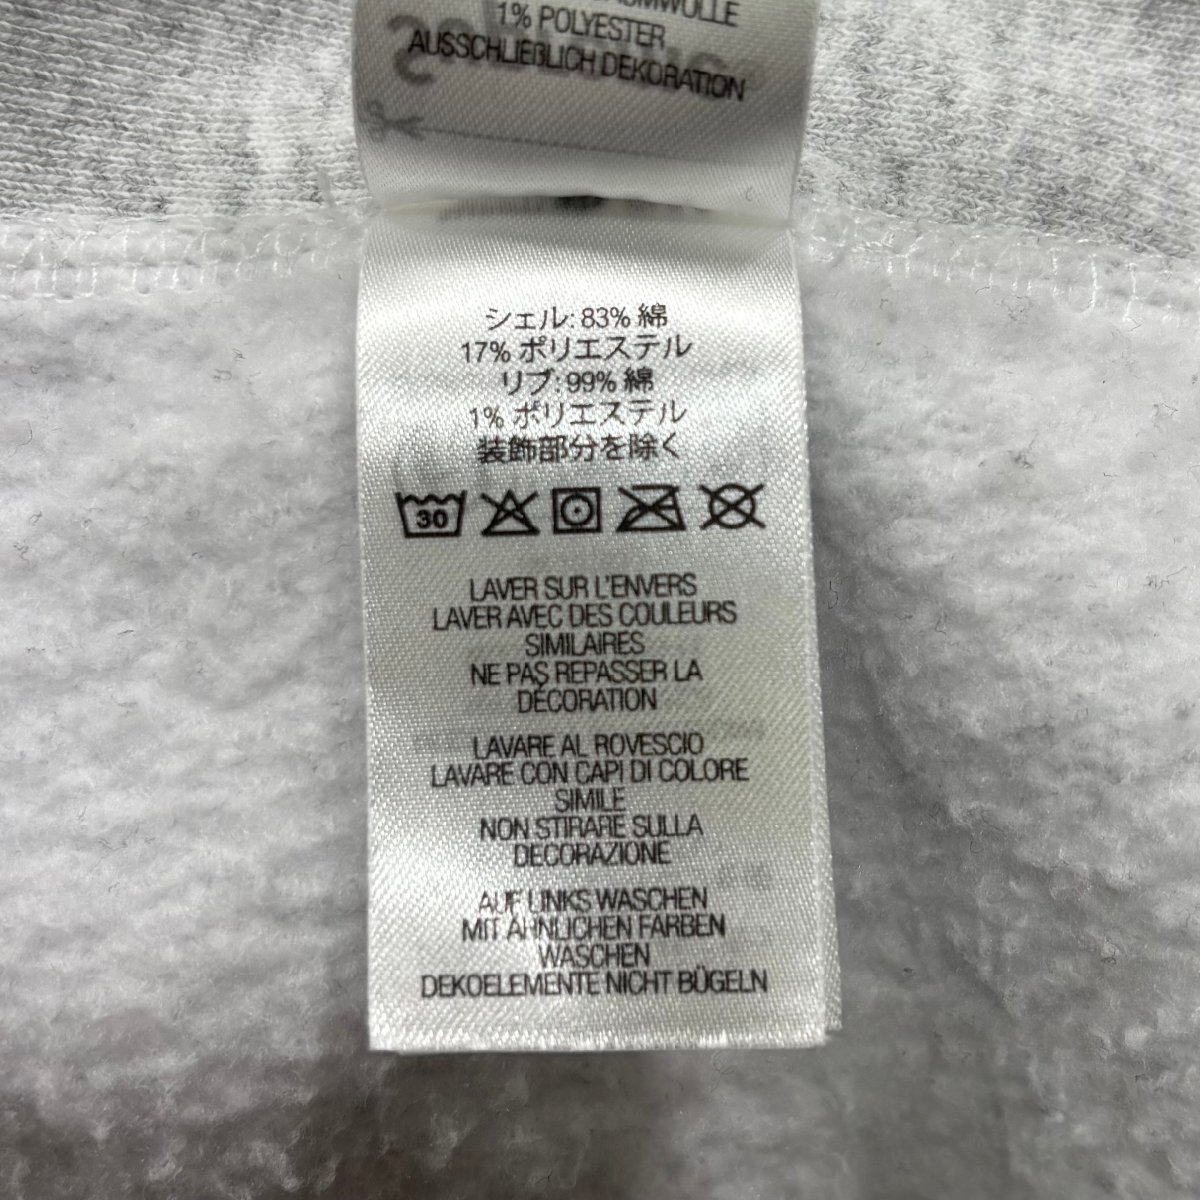 1% POLYESTER
AUSSCHLIEßLICH DEKORATION
シェル: 83% 綿
17% ポリエステル
リブ: 99% 綿
1% ポリエステル
装飾部分を除く
30
LAVER SUR L'ENVERS
LAVER AVEC DES COULEURS
SIMILAIRES
NE PAS REPASSER LA
DÉCORATION
LAVARE AL ROVESCIO
LAVARE CON CAPI DI COLORE
SIMILE
NON STIRARE SULLA
DECORAZIONE
AUF LINKS WASCHEN
MIT ÄHNLICHEN FARBEN
WASCHEN
DEKOELEMENTE NICHT BÜGELN